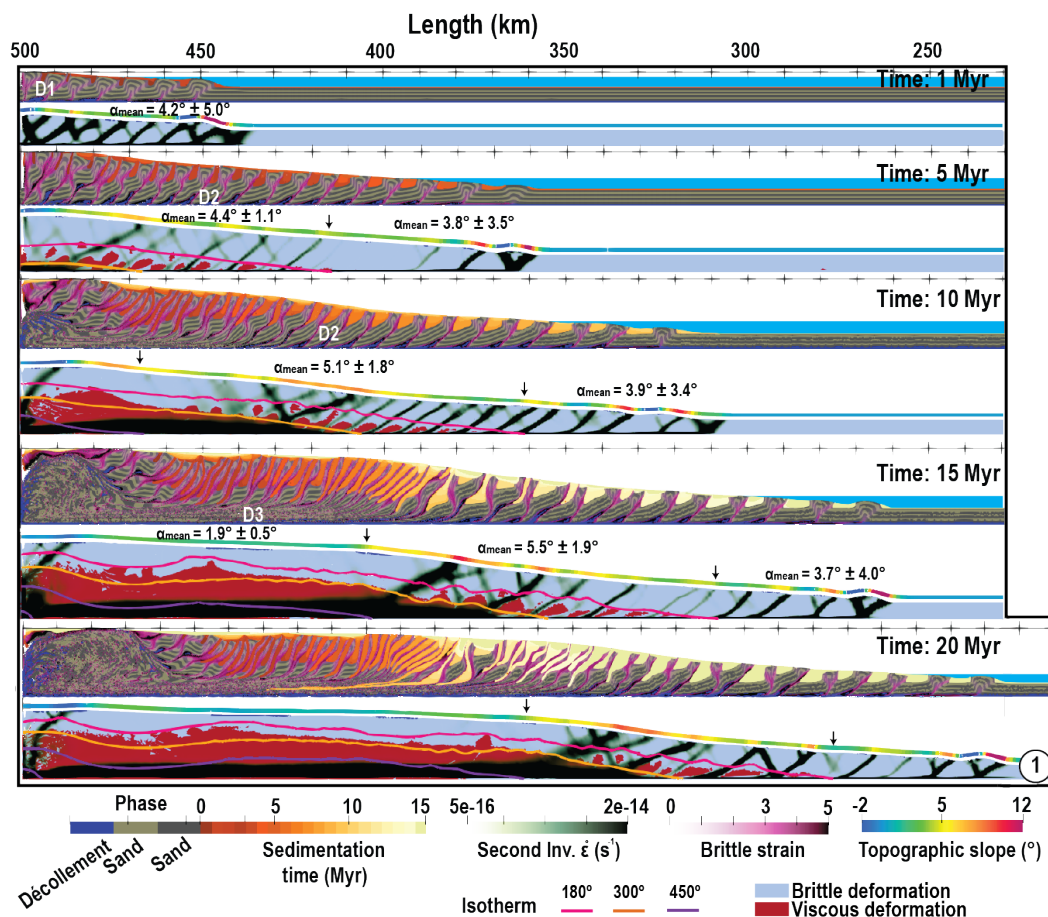 Length (km)
500 450 400 350 300 250
Time: 1 Myr
D1
αmean = 4.2° ± 5.0°
Time: 5 Myr
D2
αmean = 4.4° ± 1.1°
αmean = 3.8° ± 3.5°
Time: 10 Myr
D2
αmean = 5.1° ± 1.8°
αmean = 3.9° ± 3.4°
Time: 15 Myr
D3
αmean = 1.9° ± 0.5°
αmean = 5.5° ± 1.9°
αmean = 3.7° ± 4.0°
Time: 20 Myr
1
Phase 0 5 10 15 5e-16 2e-14 0 3 5 -2 5 12
Décollement Sand Sand Sedimentation time (Myr) Second Inv. ε̇ (s⁻¹) Brittle strain Topographic slope (°)
Isotherm 180° 300° 450°
Brittle deformation
Viscous deformation